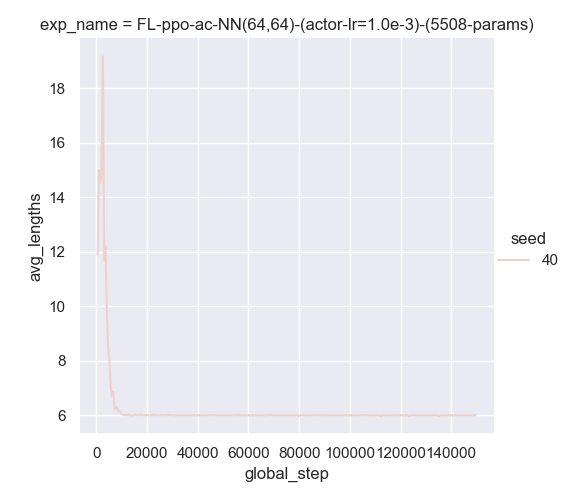 exp_name = FL-ppo-ac-NN(64,64)-(actor-lr=1.0e-3)-(5508-params)
18
16
14
12
10
8
6
avg_lengths
0 20000 40000 60000 80000 100000 120000 140000
global_step
seed
40